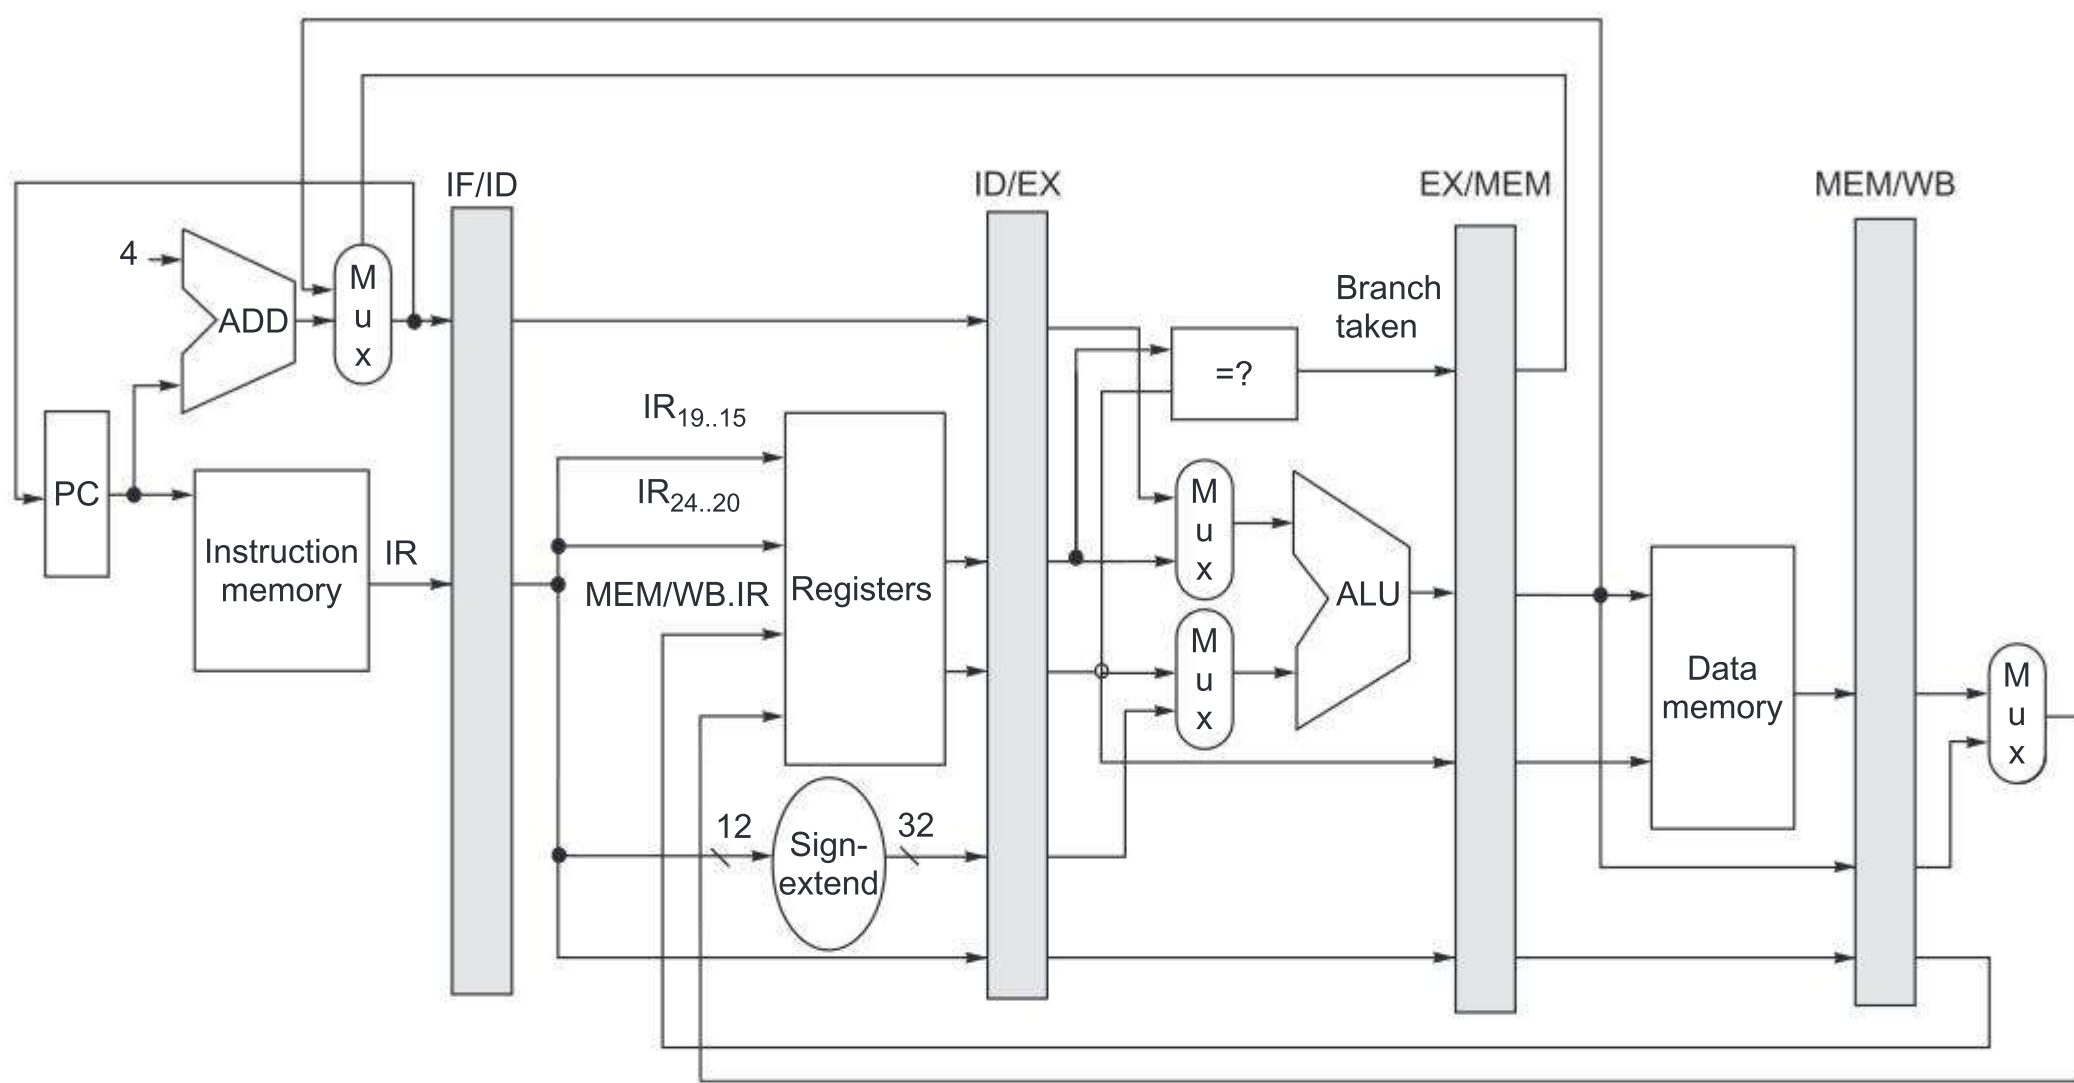 IF/ID
ID/EX
EX/MEM
MEM/WB
4
ADD
M
u
x
Branch
taken
=?
PC
Instruction
memory
IR
IR19..15
IR24..20
MEM/WB.IR
Registers
M
u
x
M
u
x
ALU
Data
memory
M
u
x
12
Sign-
extend
32